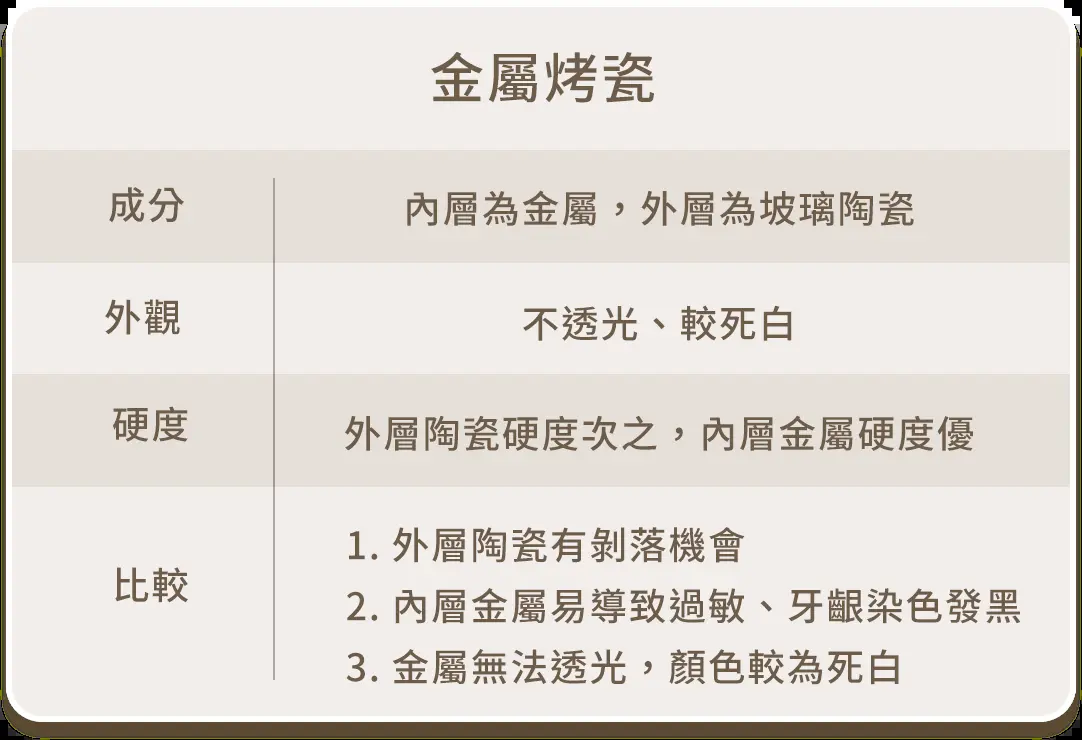 金屬烤瓷
成分
內層為金屬，外層為玻璃陶瓷
外觀
不透光、較死白
硬度
外層陶瓷硬度次之，內層金屬硬度優
比較
1. 外層陶瓷有剝落機會
2. 內層金屬易導致過敏、牙齦染色發黑
3. 金屬無法透光，顏色較為死白